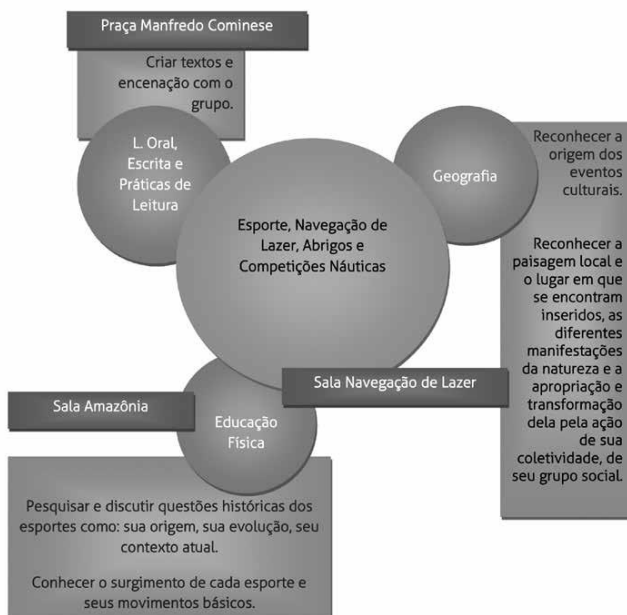 Praça Manfredo Cominese
Criar textos e
encenação com o
grupo.
L. Oral,
Escrita e
Práticas de
Leitura
Geografia
Reconhecer a
origem dos
eventos
culturais.
Reconhecer a
paisagem local e
o lugar em que
se encontram
inseridos, as
diferentes
manifestações
da natureza e a
apropriação e
transformação
dela pela ação
de sua
coletividade, de
seu grupo social.
Esporte, Navegação de
Lazer, Abrigos e
Competições Náuticas
Sala Navegação de Lazer
Sala Amazônia
Educação
Física
Pesquisar e discutir questões históricas dos
esportes como: sua origem, sua evolução, seu
contexto atual.
Conhecer o surgimento de cada esporte e
seus movimentos básicos.